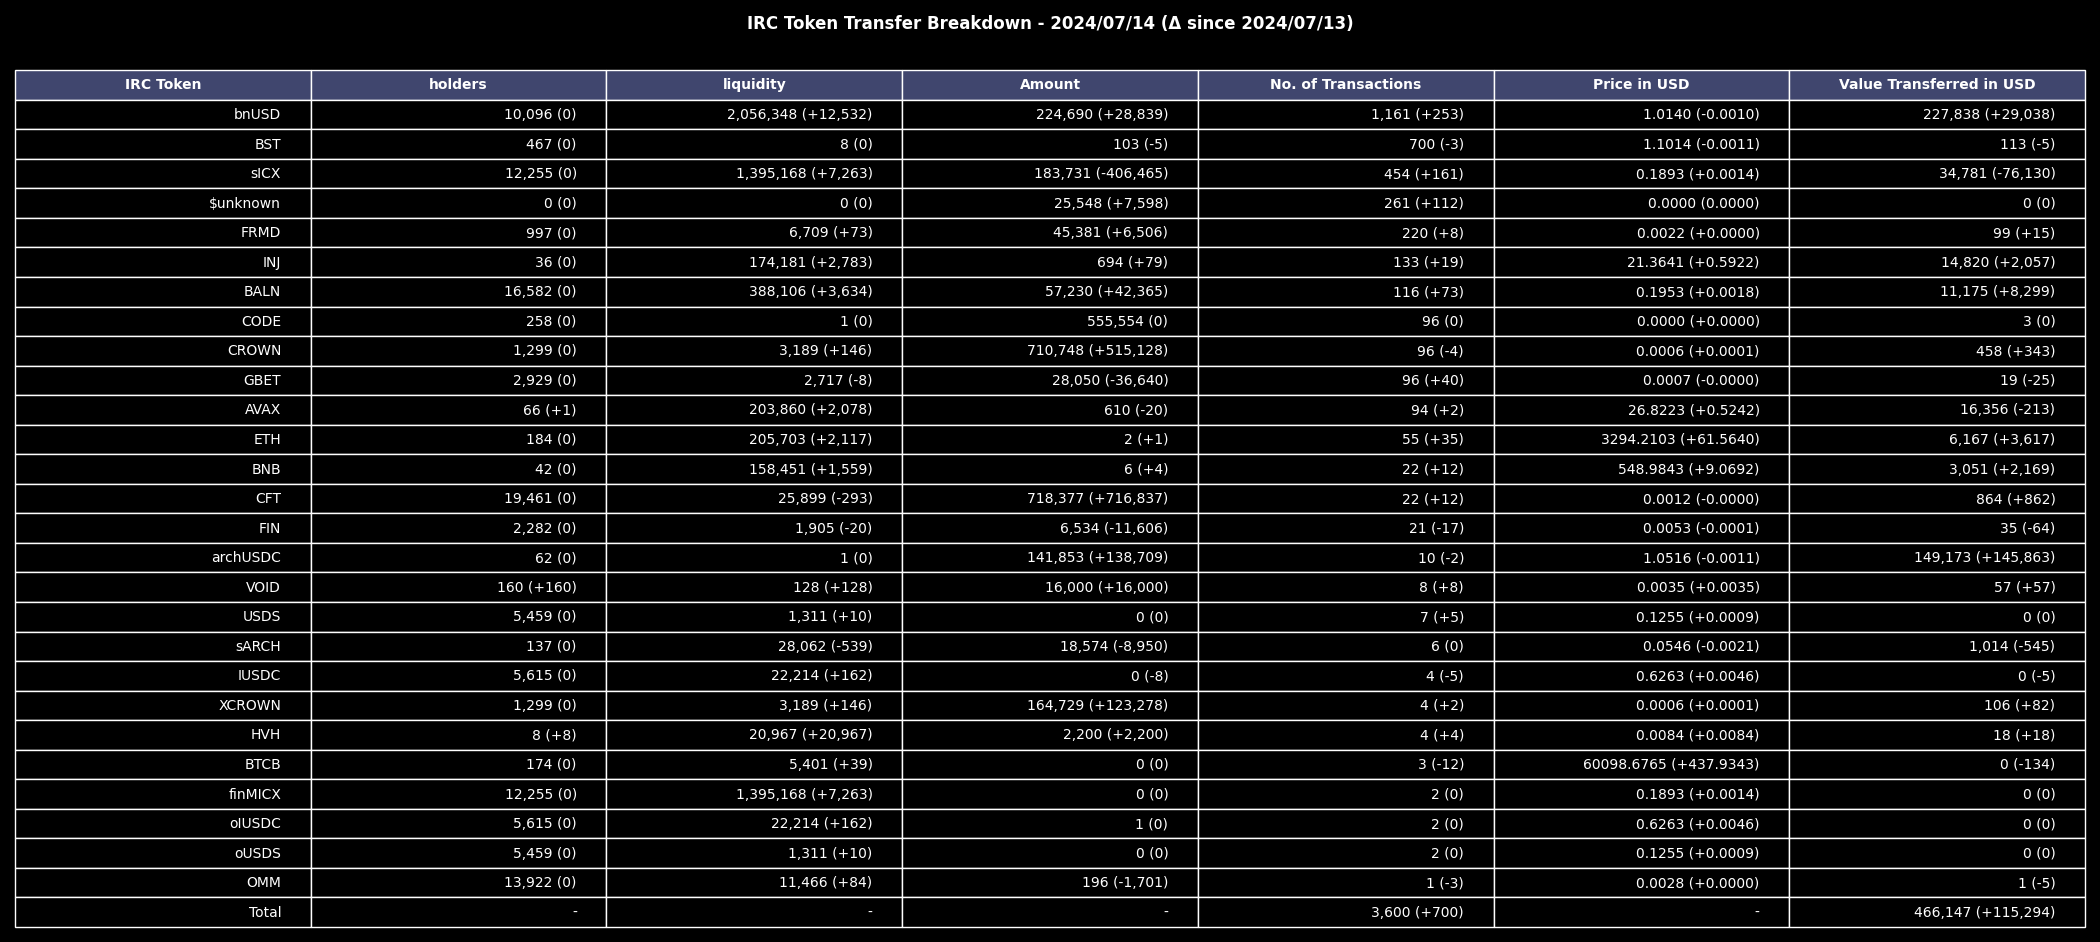 IRC Token Transfer Breakdown - 2024/07/14 (Δ since 2024/07/13)
IRC Token holders liquidity Amount No. of Transactions Price in USD Value Transferred in USD
bnUSD 10,096 (0) 2,056,348 (+12,532) 224,690 (+28,839) 1,161 (+253) 1.0140 (-0.0010) 227,838 (+29,038)
BST 467 (0) 8 (0) 103 (-5) 700 (-3) 1.1014 (-0.0011) 113 (-5)
sICX 12,255 (0) 1,395,168 (+7,263) 183,731 (-406,465) 454 (+161) 0.1893 (+0.0014) 34,781 (-76,130)
$unknown 0 (0) 0 (0) 25,548 (+7,598) 261 (+112) 0.0000 (0.0000) 0 (0)
FRMD 997 (0) 6,709 (+73) 45,381 (+6,506) 220 (+8) 0.0022 (+0.0000) 99 (+15)
INJ 36 (0) 174,181 (+2,783) 694 (+79) 133 (+19) 21.3641 (+0.5922) 14,820 (+2,057)
BALN 16,582 (0) 388,106 (+3,634) 57,230 (+42,365) 116 (+73) 0.1953 (+0.0018) 11,175 (+8,299)
CODE 258 (0) 1 (0) 555,554 (0) 96 (0) 0.0000 (+0.0000) 3 (0)
CROWN 1,299 (0) 3,189 (+146) 710,748 (+515,128) 96 (-4) 0.0006 (+0.0001) 458 (+343)
GBET 2,929 (0) 2,717 (-8) 28,050 (-36,640) 96 (+40) 0.0007 (-0.0000) 19 (-25)
AVAX 66 (+1) 203,860 (+2,078) 610 (-20) 94 (+2) 26.8223 (+0.5242) 16,356 (-213)
ETH 184 (0) 205,703 (+2,117) 2 (+1) 55 (+35) 3294.2103 (+61.5640) 6,167 (+3,617)
BNB 42 (0) 158,451 (+1,559) 6 (+4) 22 (+12) 548.9843 (+9.0692) 3,051 (+2,169)
CFT 19,461 (0) 25,899 (-293) 718,377 (+716,837) 22 (+12) 0.0012 (-0.0000) 864 (+862)
FIN 2,282 (0) 1,905 (-20) 6,534 (-11,606) 21 (-17) 0.0053 (-0.0001) 35 (-64)
archUSDC 62 (0) 1 (0) 141,853 (+138,709) 10 (-2) 1.0516 (-0.0011) 149,173 (+145,863)
VOID 160 (+160) 128 (+128) 16,000 (+16,000) 8 (+8) 0.0035 (+0.0035) 57 (+57)
USDS 5,459 (0) 1,311 (+10) 0 (0) 7 (+5) 0.1255 (+0.0009) 0 (0)
sARCH 137 (0) 28,062 (-539) 18,574 (-8,950) 6 (0) 0.0546 (-0.0021) 1,014 (-545)
IUSDC 5,615 (0) 22,214 (+162) 0 (-8) 4 (-5) 0.6263 (+0.0046) 0 (-5)
XCROWN 1,299 (0) 3,189 (+146) 164,729 (+123,278) 4 (+2) 0.0006 (+0.0001) 106 (+82)
HVH 8 (+8) 20,967 (+20,967) 2,200 (+2,200) 4 (+4) 0.0084 (+0.0084) 18 (+18)
BTCB 174 (0) 5,401 (+39) 0 (0) 3 (-12) 60098.6765 (+437.9343) 0 (-134)
finMICX 12,255 (0) 1,395,168 (+7,263) 0 (0) 2 (0) 0.1893 (+0.0014) 0 (0)
oIUSDC 5,615 (0) 22,214 (+162) 1 (0) 2 (0) 0.6263 (+0.0046) 0 (0)
oUSDS 5,459 (0) 1,311 (+10) 0 (0) 2 (0) 0.1255 (+0.0009) 0 (0)
OMM 13,922 (0) 11,466 (+84) 196 (-1,701) 1 (-3) 0.0028 (+0.0000) 1 (-5)
Total - - - 3,600 (+700) - 466,147 (+115,294)